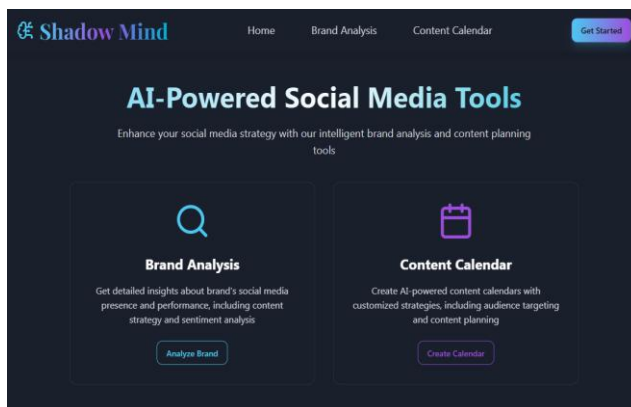 Shadow Mind
Home
Brand Analysis
Content Calendar
Get Started
AI-Powered Social Media Tools
Enhance your social media strategy with our intelligent brand analysis and content planning
tools
Brand Analysis
Get detailed insights about brand's social media
presence and performance, including content
strategy and sentiment analysis
Analyze Brand
Content Calendar
Create AI-powered content calendars with
customized strategies, including audience targeting
and content planning
Create Calendar